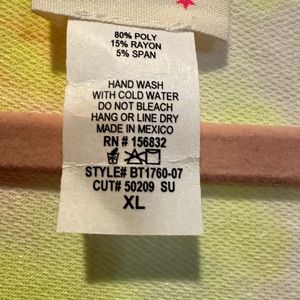 80% POLY
15% RAYON
5% SPAN
HAND WASH
WITH COLD WATER
DO NOT BLEACH
HANG OR LINE DRY
MADE IN MEXICO
RN # 156832
STYLE# BT1760-07
CUT# 50209 SU
XL